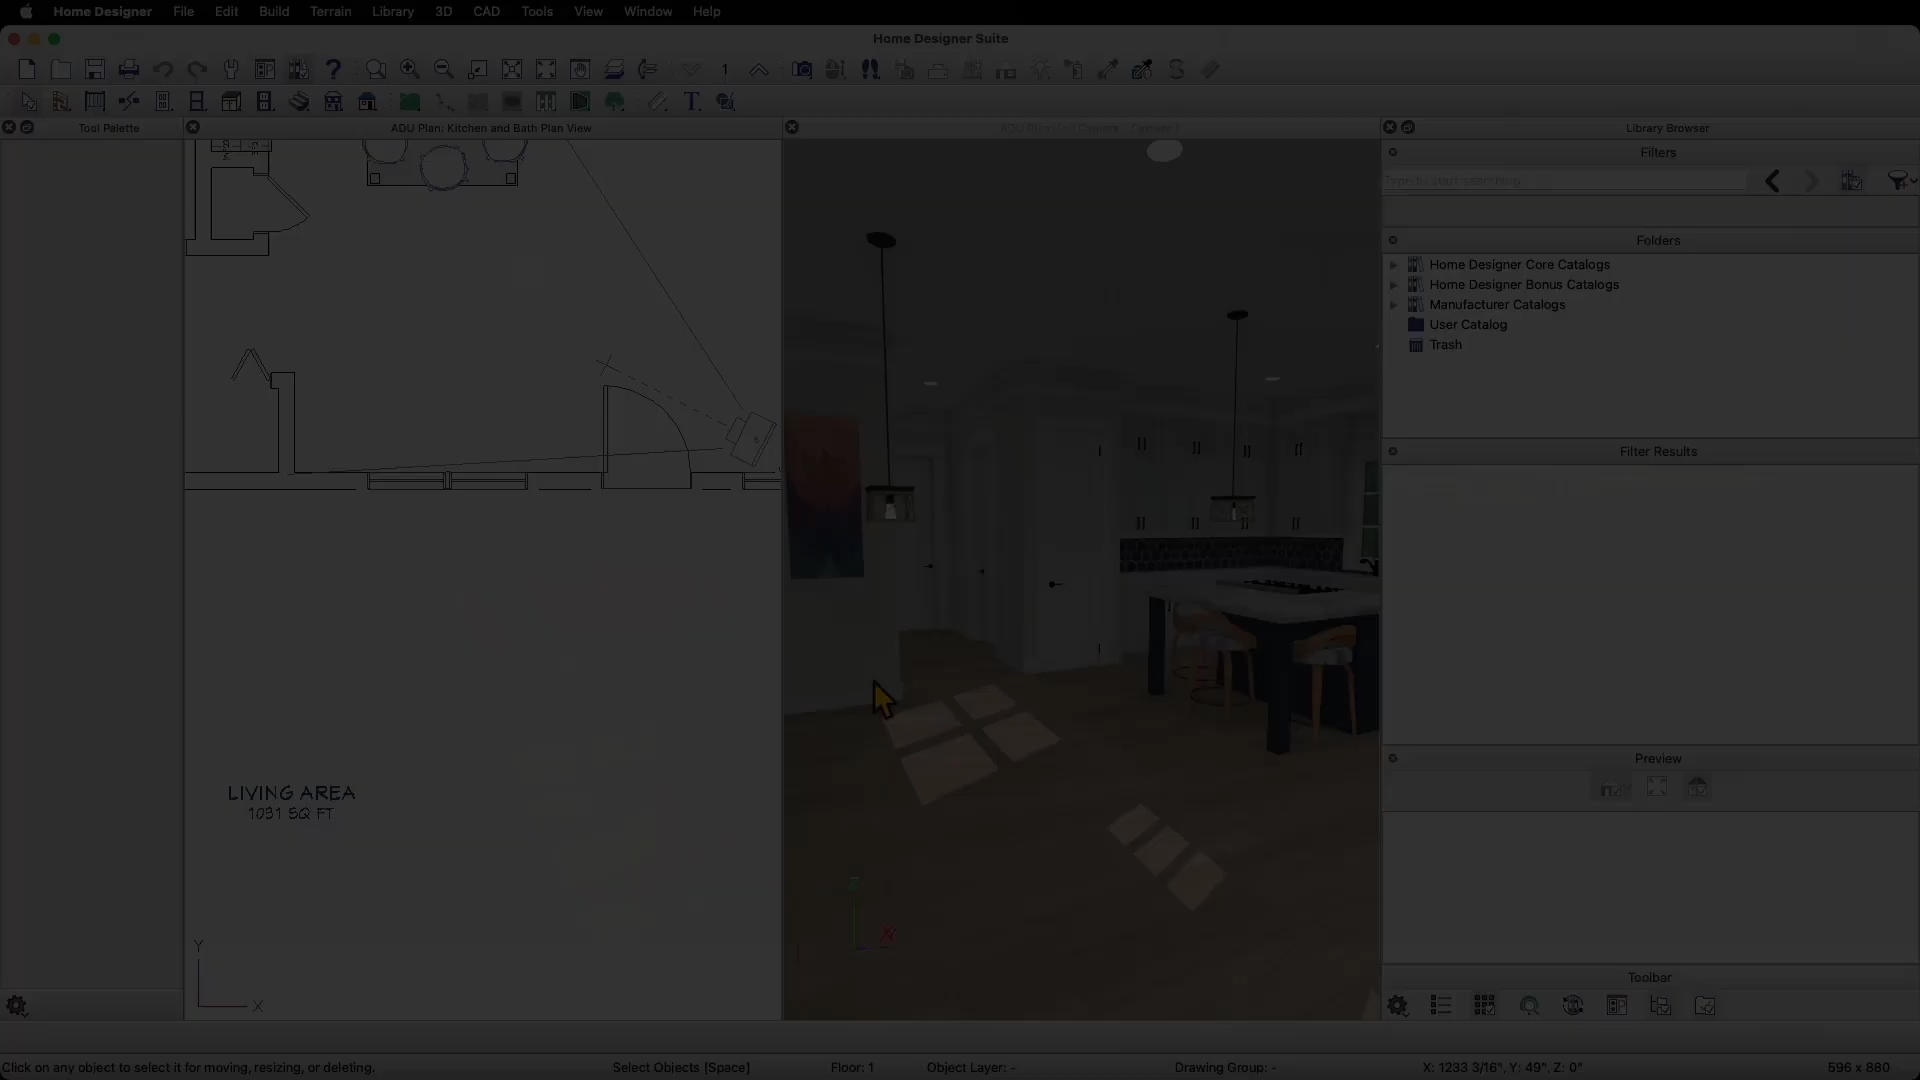 Home Designer File Edit Build Terrain Library 3D CAD Tools View Window Help
Home Designer Suite
1
Tool Palette
ADU Plan: Kitchen and Bath Plan View
Library Browser
Filters
Type to start searching
Folders
Home Designer Core Catalogs
Home Designer Bonus Catalogs
Manufacturer Catalogs
User Catalog
Trash
Filter Results
LIVING AREA
1031 SQ FT
Y
X
Preview
Toolbar
Click on any object to select it for moving, resizing, or deleting.
Select Objects [Space]
Floor: 1
Object Layer: -
Drawing Group: -
X: 1233 3/16", Y: 49", Z: 0"
596 x 880